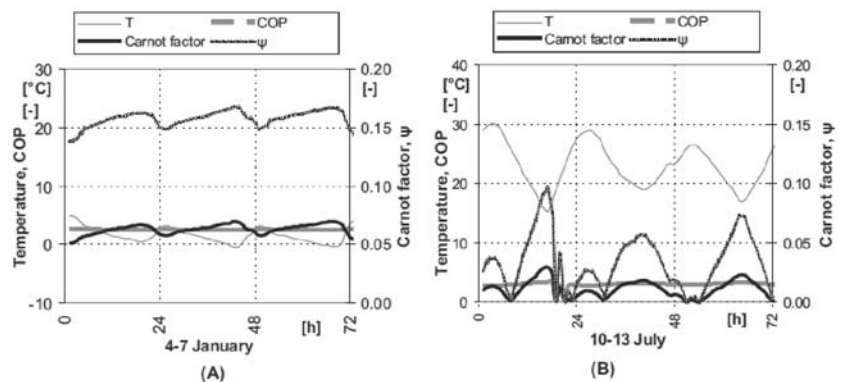 T COP
Carnot factor ψ
30 0.20
[°C] [-]
[-]
20 0.15
10 0.10
0 0.05
-10 0.00
Temperature, COP
Carnot factor, ψ
0 24 48 72
[h]
4-7 January
(A)
T COP
Carnot factor ψ
40 0.20
[°C] [-]
[-]
30 0.15
20 0.10
10 0.05
0 0.00
Temperature, COP
Carnot factor, ψ
0 24 48 72
[h]
10-13 July
(B)